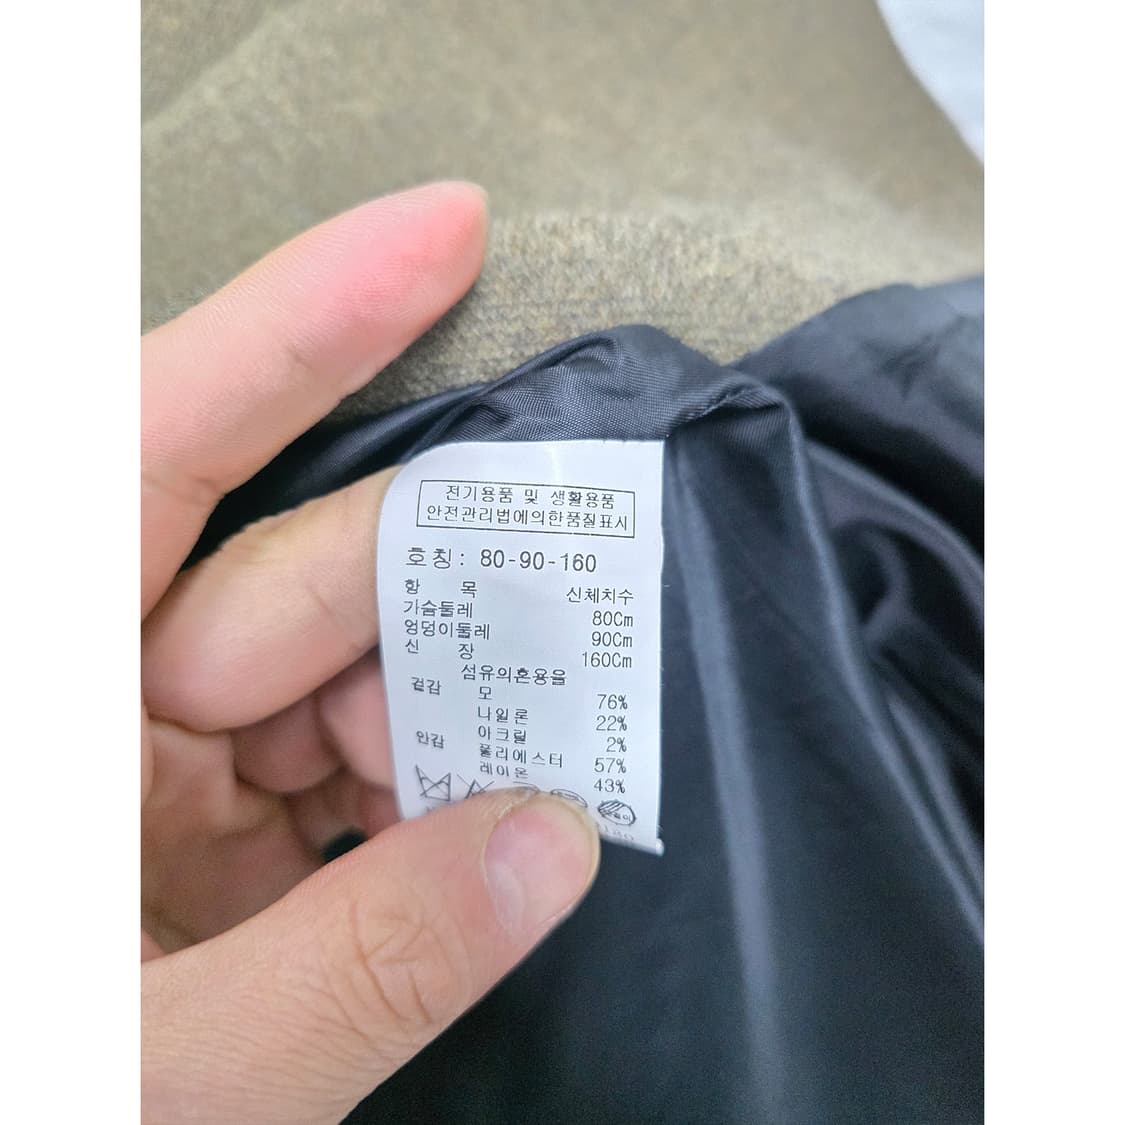 전기용품 및 생활용품
안전관리법에의한품질표시
호칭: 80-90-160
항 목 신체치수
가슴둘레 80Cm
엉덩이둘레 90Cm
신 장 160Cm
섬유의혼용율
겉감 모 76%
나일론 22%
아크릴 2%
안감 폴리에스터 57%
레이온 43%